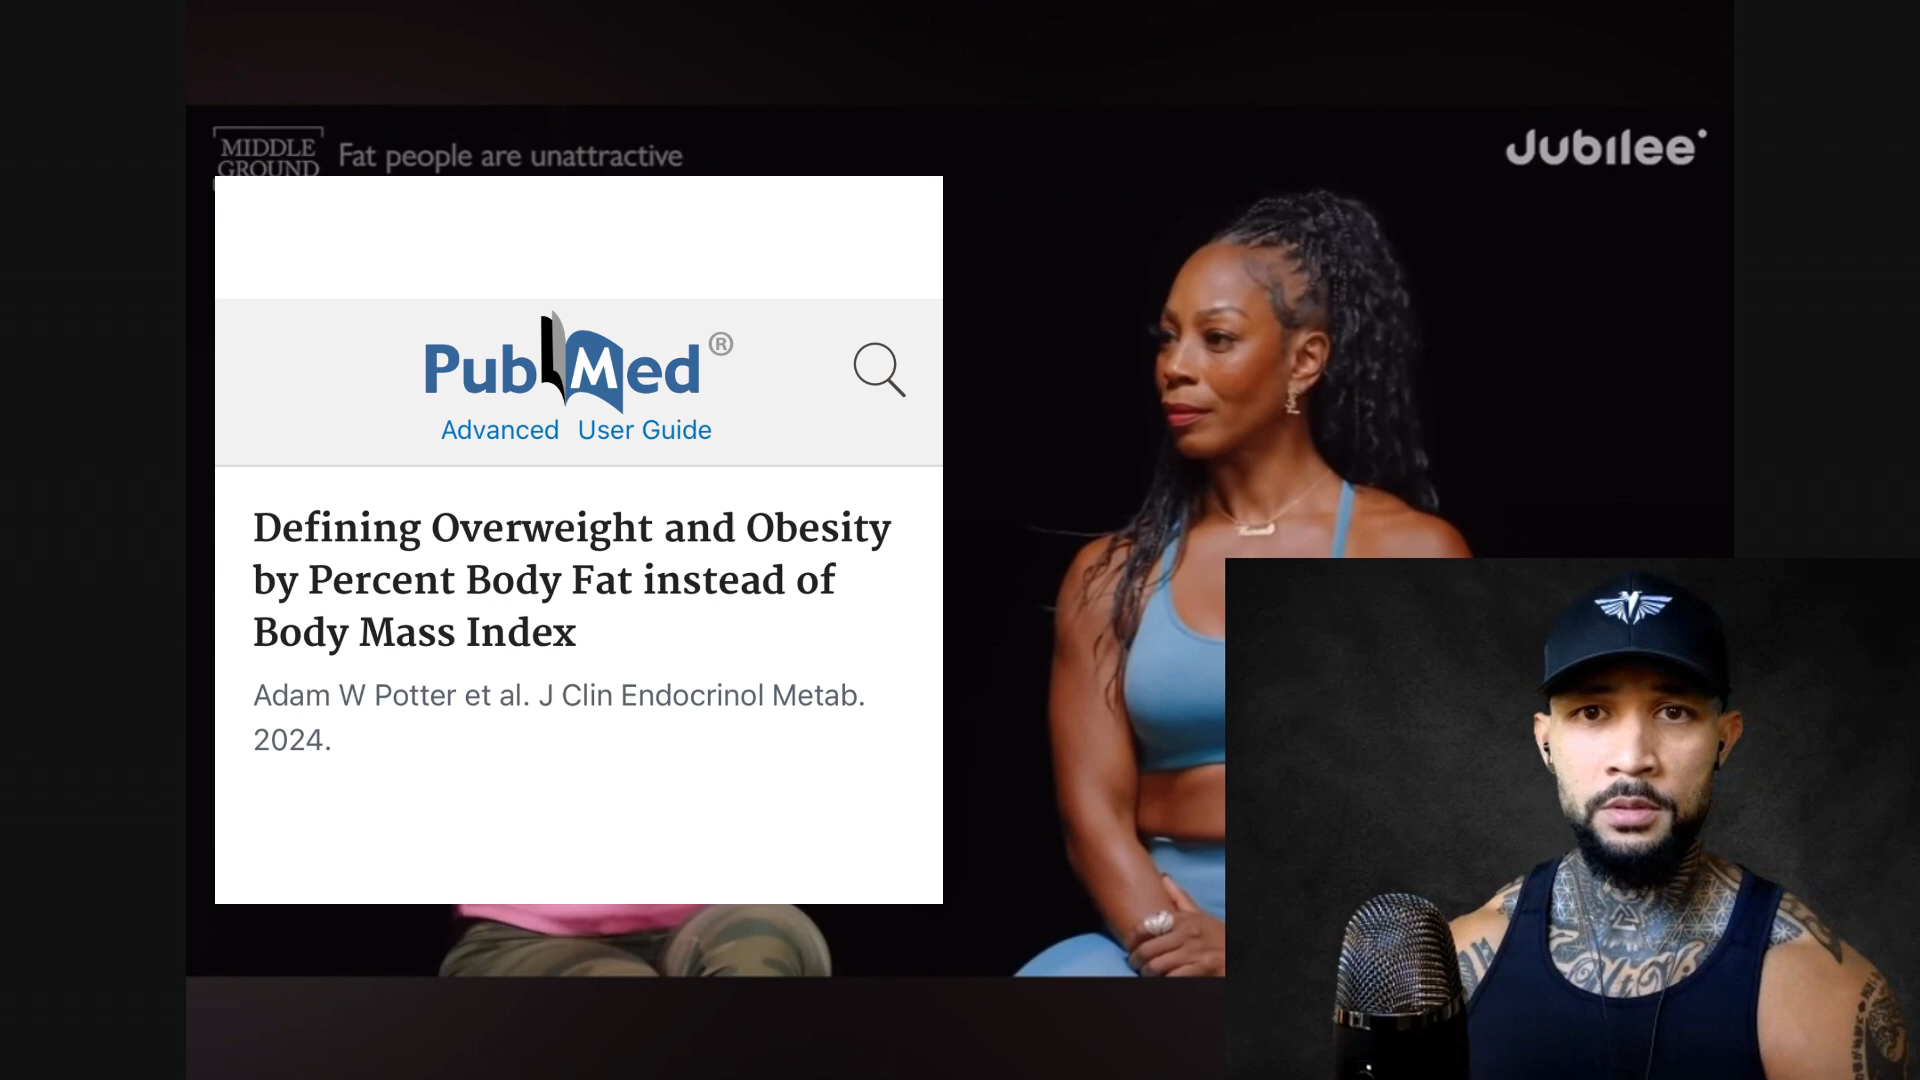 MIDDLE
GROUND
Fat people are unattractive
Jubilee
PubMed®
Advanced User Guide
Defining Overweight and Obesity
by Percent Body Fat instead of
Body Mass Index
Adam W Potter et al. J Clin Endocrinol Metab.
2024.